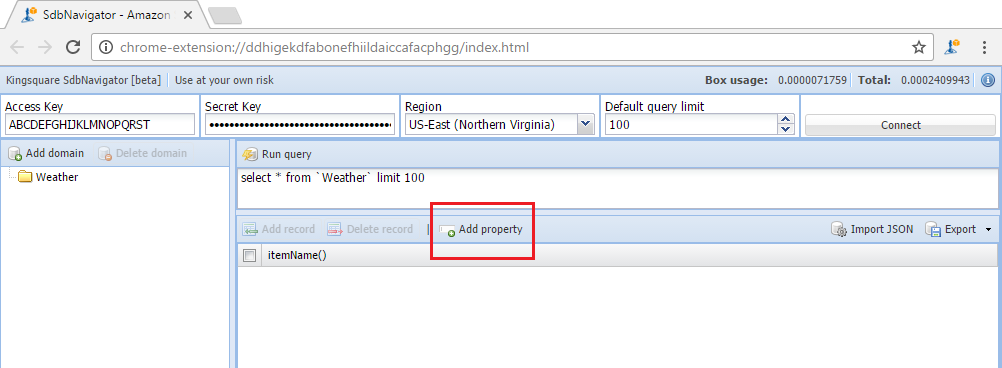 SdbNavigator - Amazon
chrome-extension://ddhigekdfabonefhiildaiccafacphgg/index.html
Kingsquare SdbNavigator [beta] Use at your own risk Box usage: 0.0000071759 Total: 0.0002409943
Access Key Secret Key Region Default query limit
ABCDEFGHIJKLMNOPQRST US-East (Northern Virginia) 100 Connect
Add domain Delete domain Run query
Weather select * from `Weather` limit 100
Add record Delete record Add property Import JSON Export
itemName()